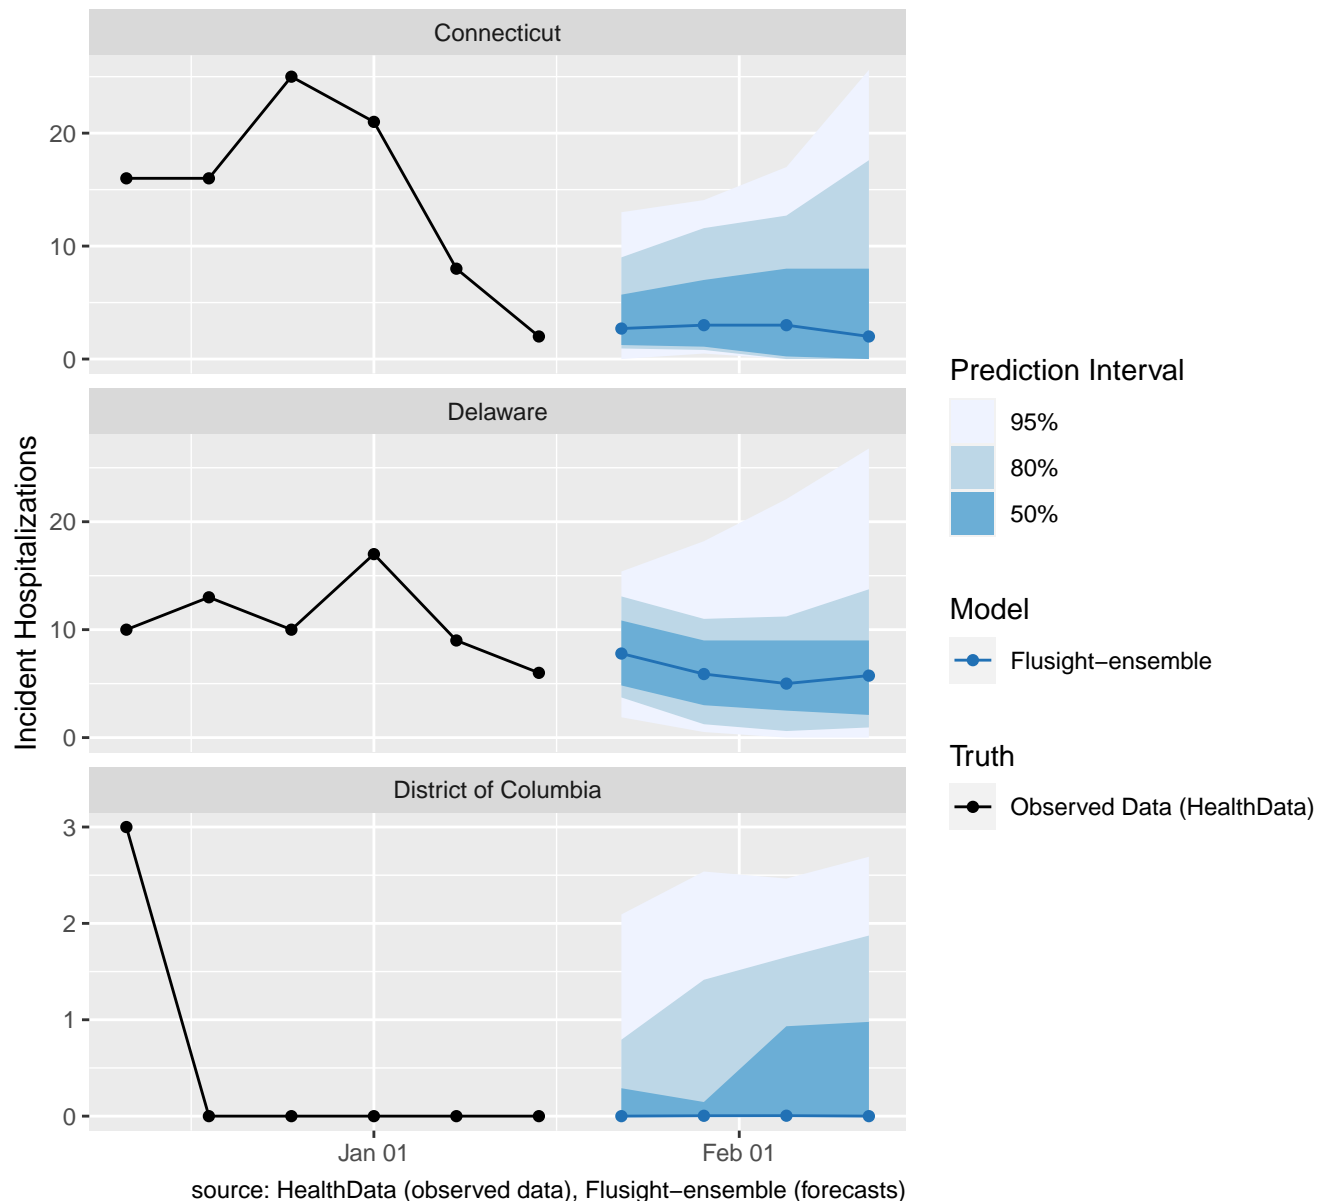 Connecticut
20
10
0
Delaware
20
10
0
District of Columbia
3
2
1
0
Jan 01
Feb 01
Incident Hospitalizations
source: HealthData (observed data), Flusight−ensemble (forecasts)
Prediction Interval
95%
80%
50%
Model
Flusight−ensemble
Truth
Observed Data (HealthData)